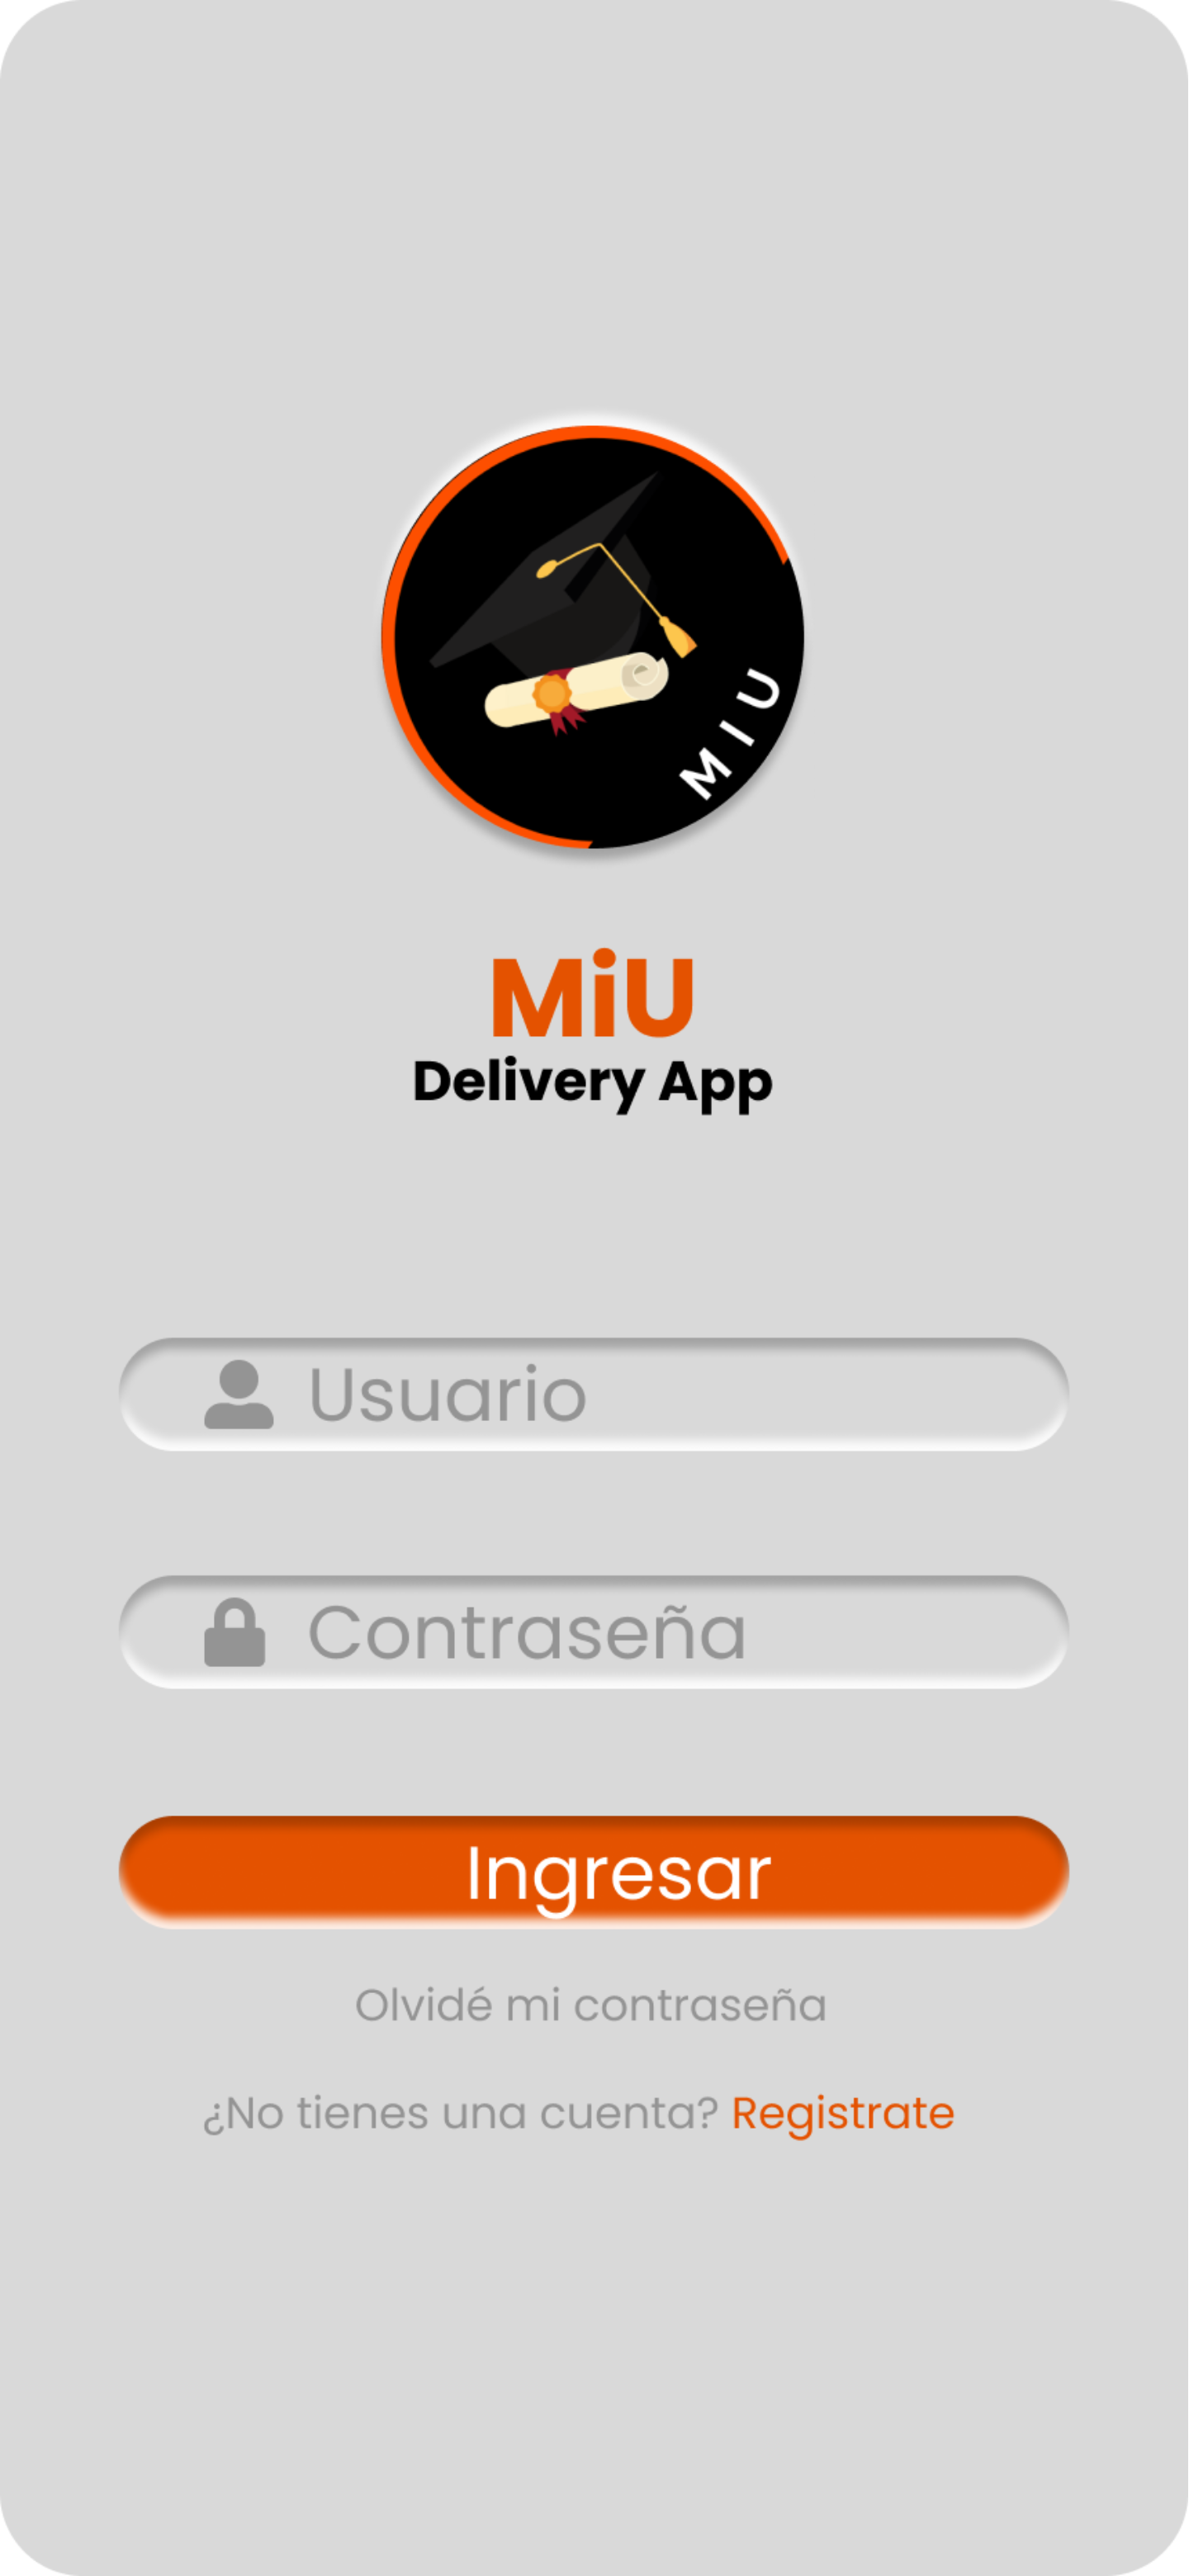 MIU
MiU
Delivery App
Usuario
Contraseña
Ingresar
Olvidé mi contraseña
¿No tienes una cuenta? Registrate